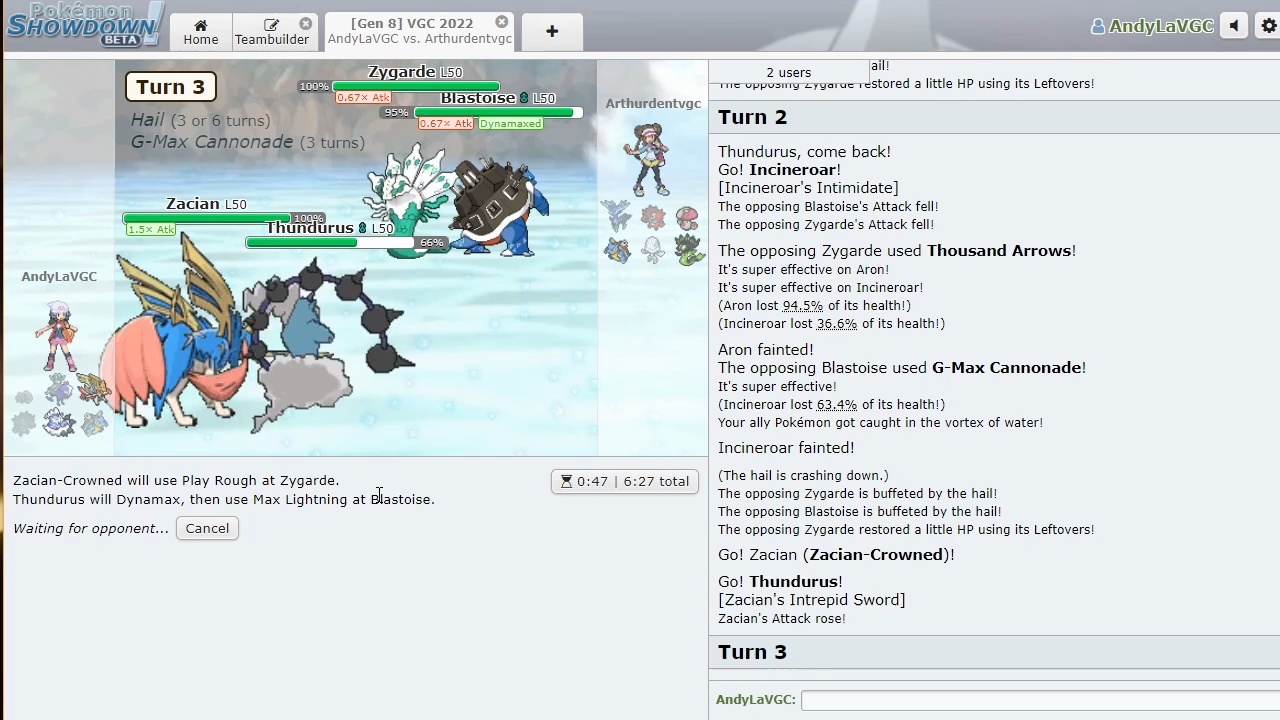 Pokémon
SHOWDOWN!
BETA
Home
Teambuilder
[Gen 8] VGC 2022
AndyLaVGC vs. Arthurdentvgc
+
AndyLaVGC
Turn 3
Hail (3 or 6 turns)
G-Max Cannonade (3 turns)
Zygarde L50
100%
0.67× Atk
Blastoise L50
95%
0.67× Atk Dynamaxed
Zacian L50
100%
1.5× Atk
Thundurus L50
66%
Arthurdentvgc
AndyLaVGC
Zacian-Crowned will use Play Rough at Zygarde.
Thundurus will Dynamax, then use Max Lightning at Blastoise.
Waiting for opponent... Cancel
0:47 | 6:27 total
2 users
ail!
The opposing Zygarde restored a little HP using its Leftovers!
Turn 2
Thundurus, come back!
Go! Incineroar!
[Incineroar's Intimidate]
The opposing Blastoise's Attack fell!
The opposing Zygarde's Attack fell!
The opposing Zygarde used Thousand Arrows!
It's super effective on Aron!
It's super effective on Incineroar!
(Aron lost 94.5% of its health!)
(Incineroar lost 36.6% of its health!)
Aron fainted!
The opposing Blastoise used G-Max Cannonade!
It's super effective!
(Incineroar lost 63.4% of its health!)
Your ally Pokémon got caught in the vortex of water!
Incineroar fainted!
(The hail is crashing down.)
The opposing Zygarde is buffeted by the hail!
The opposing Blastoise is buffeted by the hail!
The opposing Zygarde restored a little HP using its Leftovers!
Go! Zacian (Zacian-Crowned)!
Go! Thundurus!
[Zacian's Intrepid Sword]
Zacian's Attack rose!
Turn 3
AndyLaVGC: